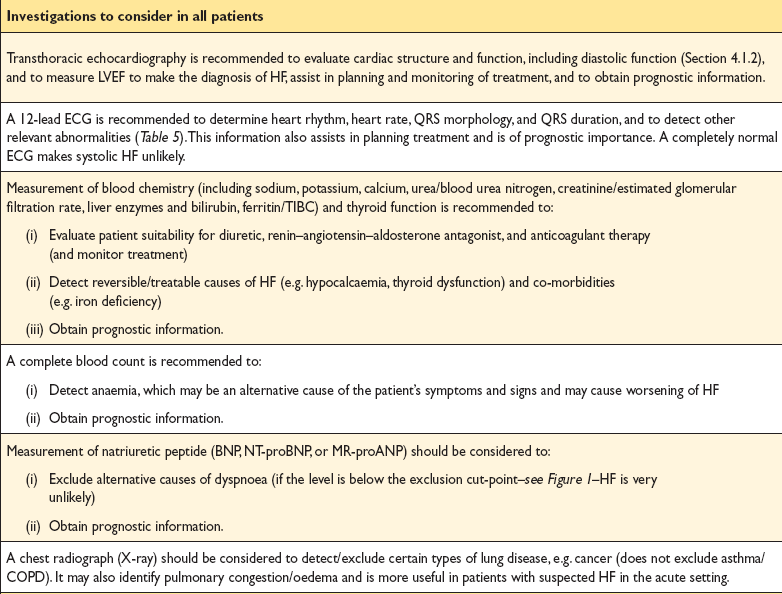 Investigations to consider in all patients
Transthoracic echocardiography is recommended to evaluate cardiac structure and function, including diastolic function (Section 4.1.2),
and to measure LVEF to make the diagnosis of HF, assist in planning and monitoring of treatment, and to obtain prognostic information.
A 12-lead ECG is recommended to determine heart rhythm, heart rate, QRS morphology, and QRS duration, and to detect other
relevant abnormalities (Table 5). This information also assists in planning treatment and is of prognostic importance. A completely normal
ECG makes systolic HF unlikely.
Measurement of blood chemistry (including sodium, potassium, calcium, urea/blood urea nitrogen, creatinine/estimated glomerular
filtration rate, liver enzymes and bilirubin, ferritin/TIBC) and thyroid function is recommended to:
(i) Evaluate patient suitability for diuretic, renin–angiotensin–aldosterone antagonist, and anticoagulant therapy
(and monitor treatment)
(ii) Detect reversible/treatable causes of HF (e.g. hypocalcaemia, thyroid dysfunction) and co-morbidities
(e.g. iron deficiency)
(iii) Obtain prognostic information.
A complete blood count is recommended to:
(i) Detect anaemia, which may be an alternative cause of the patient's symptoms and signs and may cause worsening of HF
(ii) Obtain prognostic information.
Measurement of natriuretic peptide (BNP, NT-proBNP, or MR-proANP) should be considered to:
(i) Exclude alternative causes of dyspnoea (if the level is below the exclusion cut-point–see Figure 1–HF is very
unlikely)
(ii) Obtain prognostic information.
A chest radiograph (X-ray) should be considered to detect/exclude certain types of lung disease, e.g. cancer (does not exclude asthma/
COPD). It may also identify pulmonary congestion/oedema and is more useful in patients with suspected HF in the acute setting.